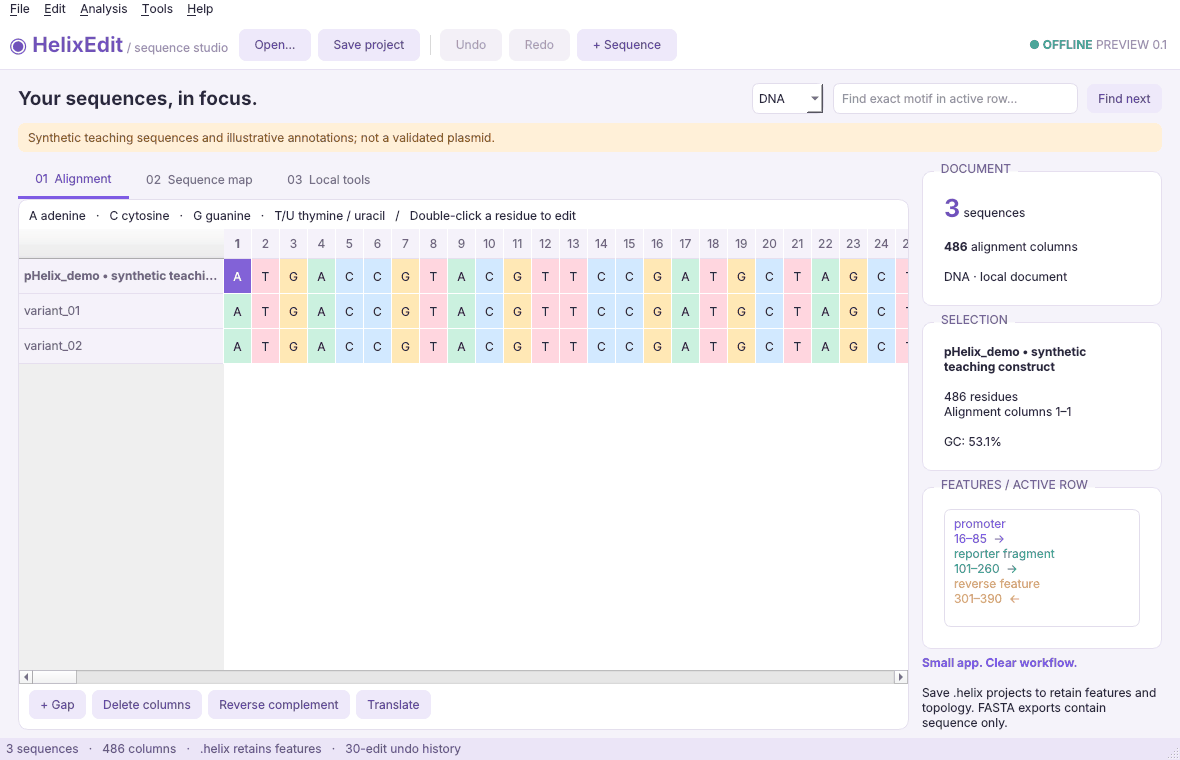 File Edit Analysis Tools Help
HelixEdit / sequence studio Open... Save project Undo Redo + Sequence OFFLINE PREVIEW 0.1
Your sequences, in focus. DNA Find exact motif in active row... Find next
Synthetic teaching sequences and illustrative annotations; not a validated plasmid.
01 Alignment 02 Sequence map 03 Local tools
A adenine · C cytosine · G guanine · T/U thymine / uracil / Double-click a residue to edit
1 2 3 4 5 6 7 8 9 10 11 12 13 14 15 16 17 18 19 20 21 22 23 24
pHelix_demo • synthetic teachi... A T G A C C G T A C G T T C C G A T G C T A G C T
variant_01 A T G A C C G T A C G T T C C G A T G C T A G C T
variant_02 A T G A C C G T A C G T T C C G A T G C T A G C T
+ Gap Delete columns Reverse complement Translate
DOCUMENT
3 sequences
486 alignment columns
DNA · local document
SELECTION
pHelix_demo • synthetic
teaching construct
486 residues
Alignment columns 1–1
GC: 53.1%
FEATURES / ACTIVE ROW
promoter
16–85 →
reporter fragment
101–260 →
reverse feature
301–390 ←
Small app. Clear workflow.
Save .helix projects to retain features and
topology. FASTA exports contain
sequence only.
3 sequences · 486 columns · .helix retains features · 30-edit undo history